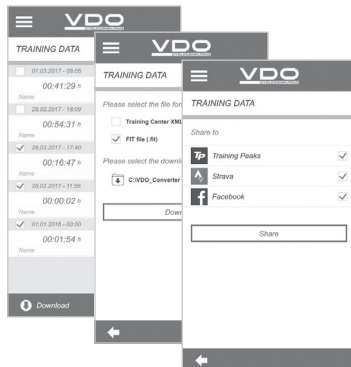 VDO
TRAINING DATA
01.03.2017 - 08:05
00:41:29 h
Name
28.02.2017 - 18:09
00:54:31 h
Name
28.02.2017 - 17:40
00:16:47 h
Name
28.02.2017 - 11:56
00:00:02 h
Name
01.01.2016 - 00:00
00:01:54 h
Name
Download
VDO
TRAINING DATA
Please select the file for
Training Center XML
FIT file (.fit)
Please select the downl
C:\VDO_Converter
Down
VDO
CYCLECOMPUTING
TRAINING DATA
Share to
TP Training Peaks
Strava
f Facebook
Share